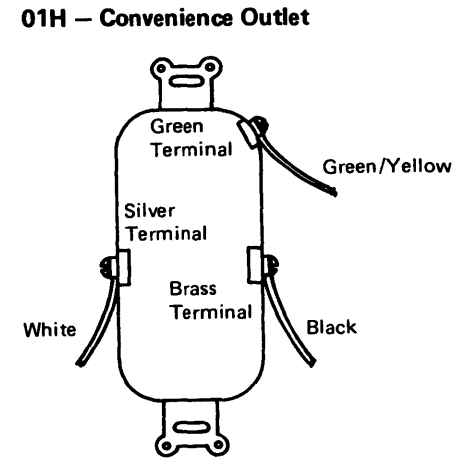 01H — Convenience Outlet
Green
Terminal
Green/Yellow
Silver
Terminal
Brass
Terminal
White
Black